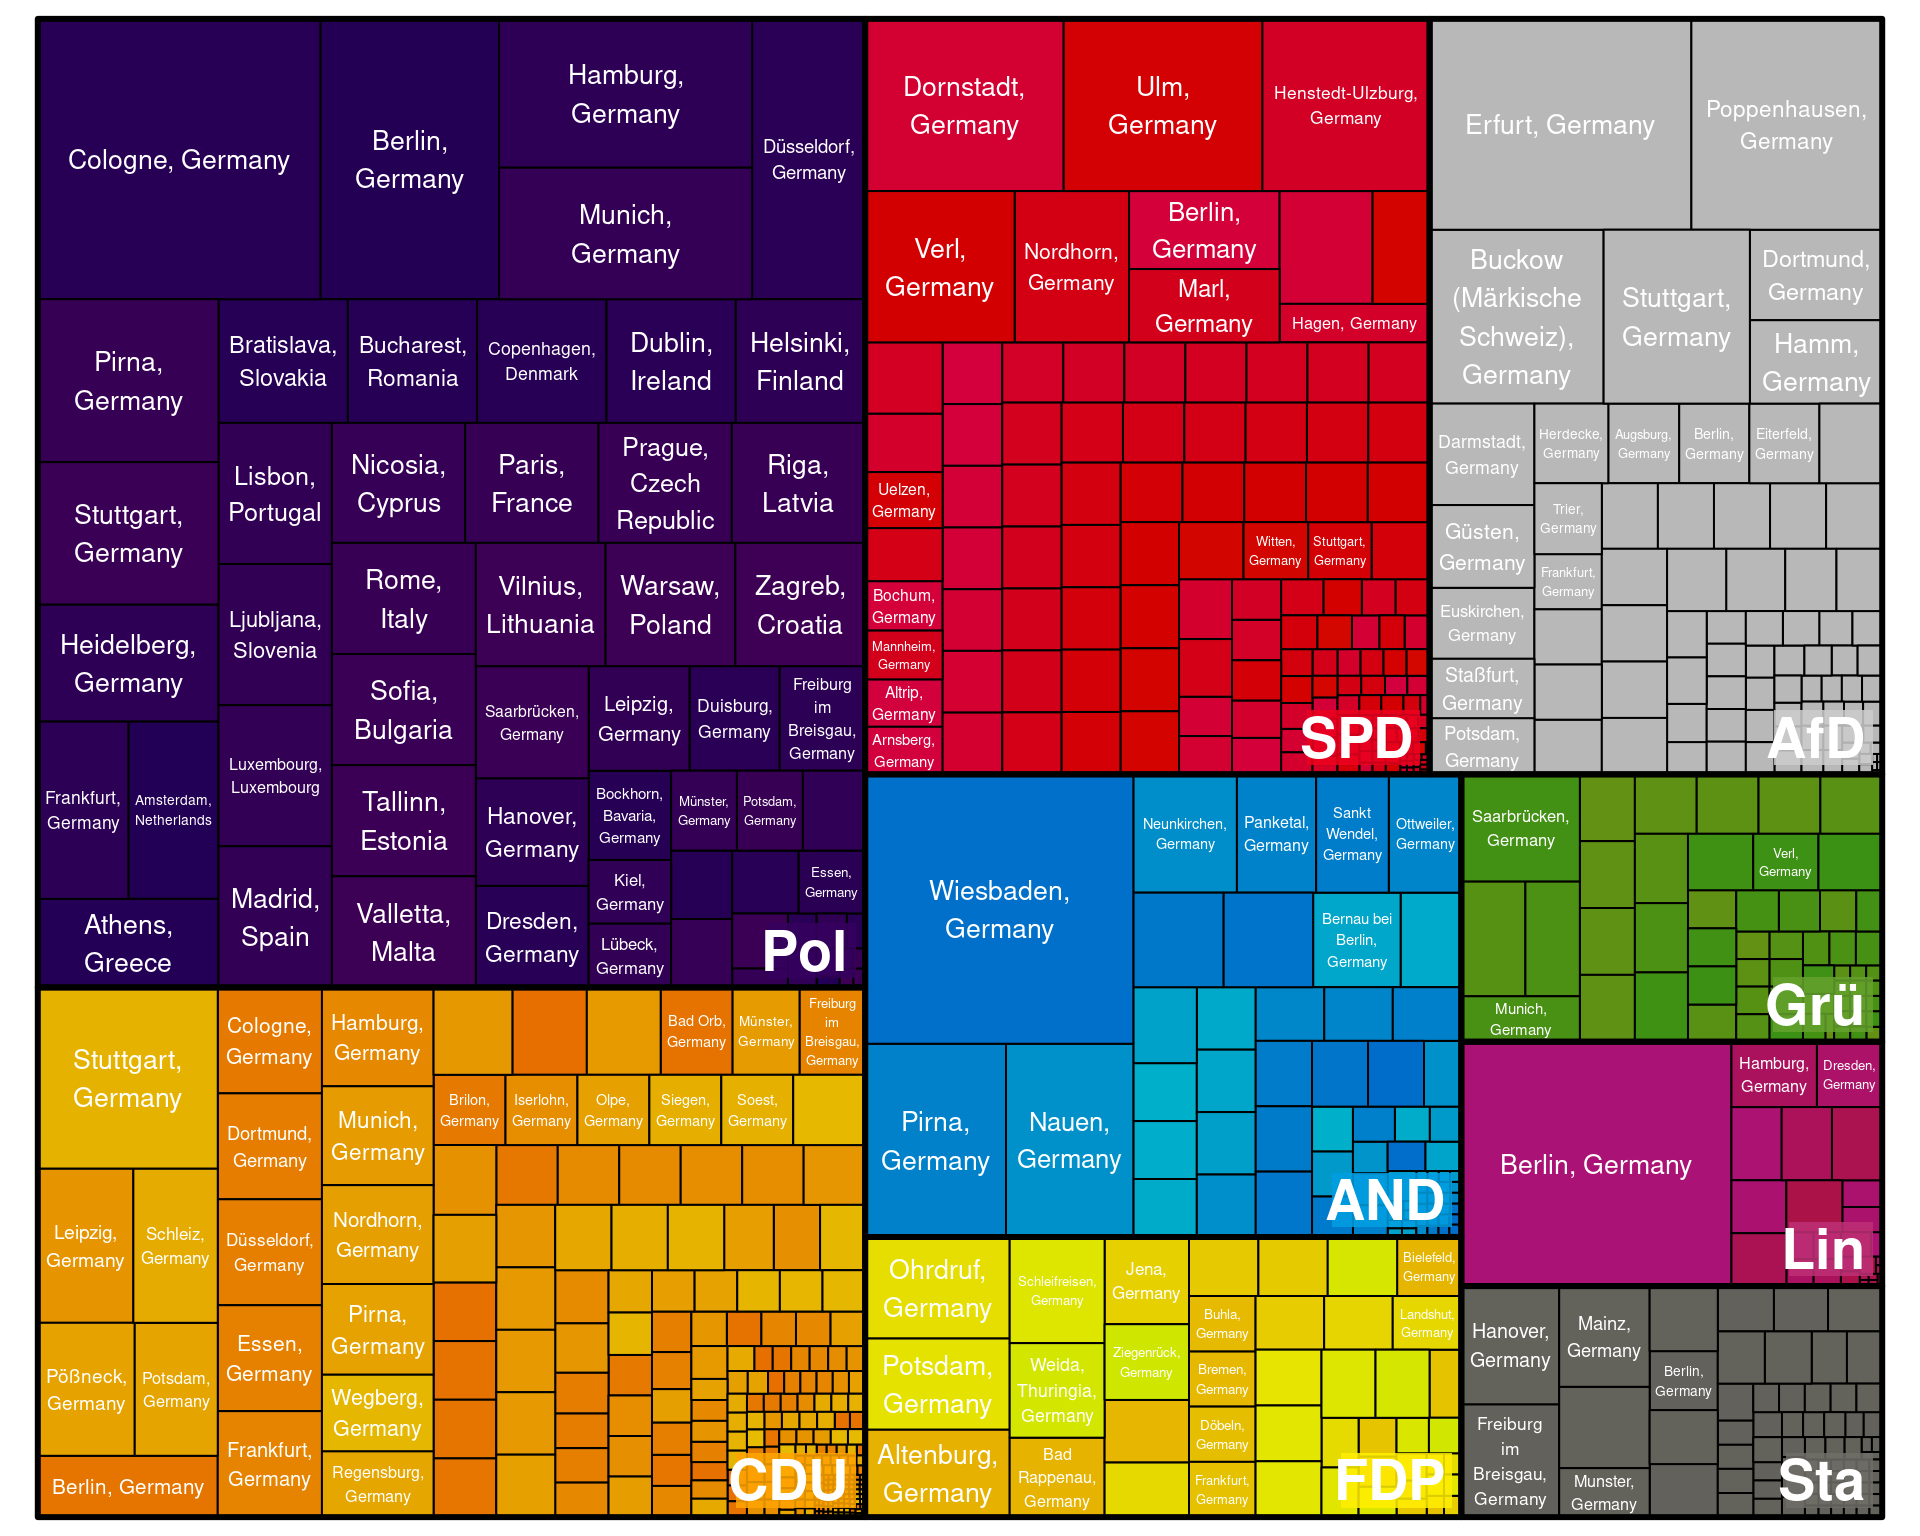 Cologne, Germany
Berlin,
Germany
Hamburg,
Germany
Munich,
Germany
Düsseldorf,
Germany
Pirna,
Germany
Bratislava,
Slovakia
Bucharest,
Romania
Copenhagen,
Denmark
Dublin,
Ireland
Helsinki,
Finland
Stuttgart,
Germany
Lisbon,
Portugal
Nicosia,
Cyprus
Paris,
France
Prague,
Czech
Republic
Riga,
Latvia
Heidelberg,
Germany
Ljubljana,
Slovenia
Rome,
Italy
Vilnius,
Lithuania
Warsaw,
Poland
Zagreb,
Croatia
Sofia,
Bulgaria
Saarbrücken,
Germany
Leipzig,
Germany
Duisburg,
Germany
Freiburg
im
Breisgau,
Germany
Frankfurt,
Germany
Amsterdam,
Netherlands
Luxembourg,
Luxembourg
Tallinn,
Estonia
Hanover,
Germany
Bockhorn,
Bavaria,
Germany
Münster,
Germany
Potsdam,
Germany
Athens,
Greece
Madrid,
Spain
Valletta,
Malta
Dresden,
Germany
Kiel,
Germany
Lübeck,
Germany
Essen,
Germany
Pol
Dornstadt,
Germany
Ulm,
Germany
Henstedt-Ulzburg,
Germany
Verl,
Germany
Nordhorn,
Germany
Berlin,
Germany
Marl,
Germany
Hagen, Germany
Uelzen,
Germany
Witten,
Germany
Stuttgart,
Germany
Bochum,
Germany
Mannheim,
Germany
Altrip,
Germany
Arnsberg,
Germany
SPD
Erfurt, Germany
Poppenhausen,
Germany
Buckow
(Märkische
Schweiz),
Germany
Stuttgart,
Germany
Dortmund,
Germany
Hamm,
Germany
Darmstadt,
Germany
Herdecke,
Germany
Augsburg,
Germany
Berlin,
Germany
Eiterfeld,
Germany
Güsten,
Germany
Trier,
Germany
Frankfurt,
Germany
Euskirchen,
Germany
Staßfurt,
Germany
Potsdam,
Germany
AfD
Stuttgart,
Germany
Cologne,
Germany
Hamburg,
Germany
Bad Orb,
Germany
Münster,
Germany
Freiburg
im
Breisgau,
Germany
Dortmund,
Germany
Munich,
Germany
Brilon,
Germany
Iserlohn,
Germany
Olpe,
Germany
Siegen,
Germany
Soest,
Germany
Leipzig,
Germany
Schleiz,
Germany
Düsseldorf,
Germany
Nordhorn,
Germany
Pößneck,
Germany
Potsdam,
Germany
Essen,
Germany
Pirna,
Germany
Wegberg,
Germany
Berlin, Germany
Frankfurt,
Germany
Regensburg,
Germany
CDU
Wiesbaden,
Germany
Neunkirchen,
Germany
Panketal,
Germany
Sankt
Wendel,
Germany
Ottweiler,
Germany
Bernau bei
Berlin,
Germany
Pirna,
Germany
Nauen,
Germany
AND
Saarbrücken,
Germany
Verl,
Germany
Munich,
Germany
Grü
Berlin, Germany
Hamburg,
Germany
Dresden,
Germany
Lin
Ohrdruf,
Germany
Schleifreisen,
Germany
Jena,
Germany
Bielefeld,
Germany
Buhla,
Germany
Landshut,
Germany
Potsdam,
Germany
Weida,
Thuringia,
Germany
Ziegenrück,
Germany
Bremen,
Germany
Altenburg,
Germany
Bad
Rappenau,
Germany
Döbeln,
Germany
Frankfurt,
Germany
FDP
Hanover,
Germany
Mainz,
Germany
Berlin,
Germany
Freiburg
im
Breisgau,
Germany
Munster,
Germany
Sta